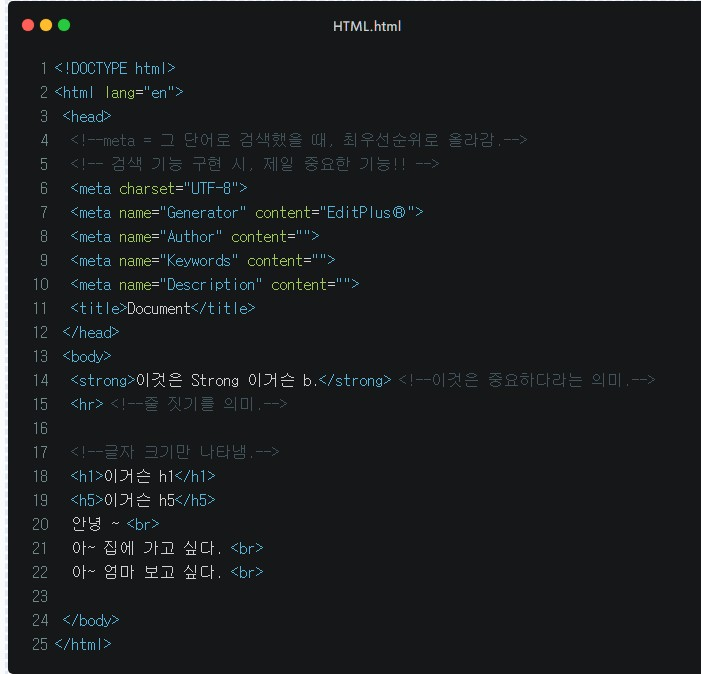 HTML.html
1 <!DOCTYPE html>
2 <html lang="en">
3 <head>
4 <!--meta = 그 단어로 검색했을 때, 최우선순위로 올라감.-->
5 <!-- 검색 기능 구현 시, 제일 중요한 기능!! -->
6 <meta charset="UTF-8">
7 <meta name="Generator" content="EditPlus®">
8 <meta name="Author" content="">
9 <meta name="Keywords" content="">
10 <meta name="Description" content="">
11 <title>Document</title>
12 </head>
13 <body>
14 <strong>이것은 Strong 이거슨 b.</strong> <!--이것은 중요하다라는 의미.-->
15 <hr> <!--줄 짓기를 의미.-->
16
17 <!--글자 크기만 나타냄.-->
18 <h1>이거슨 h1</h1>
19 <h5>이거슨 h5</h5>
20 안녕 ~ <br>
21 아~ 집에 가고 싶다. <br>
22 아~ 엄마 보고 싶다. <br>
23
24 </body>
25 </html>